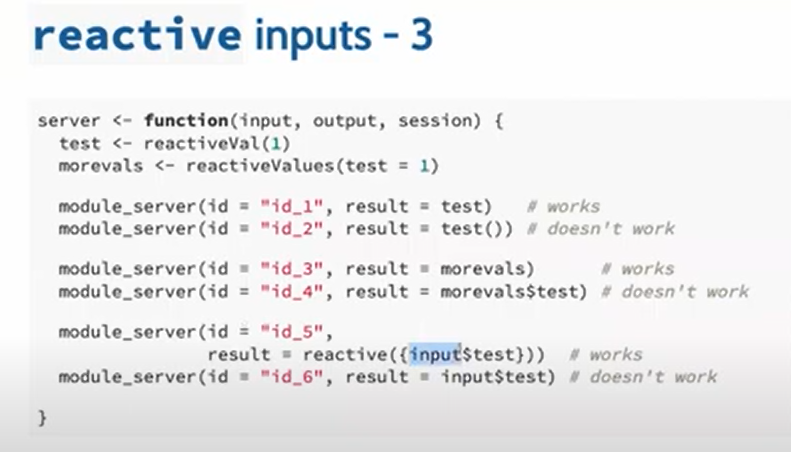 reactive inputs - 3
server <- function(input, output, session) {
test <- reactiveVal(1)
morevals <- reactiveValues(test = 1)
module_server(id = "id_1", result = test) # works
module_server(id = "id_2", result = test()) # doesn't work
module_server(id = "id_3", result = morevals) # works
module_server(id = "id_4", result = morevals$test) # doesn't work
module_server(id = "id_5",
result = reactive({input$test})) # works
module_server(id = "id_6", result = input$test) # doesn't work
}